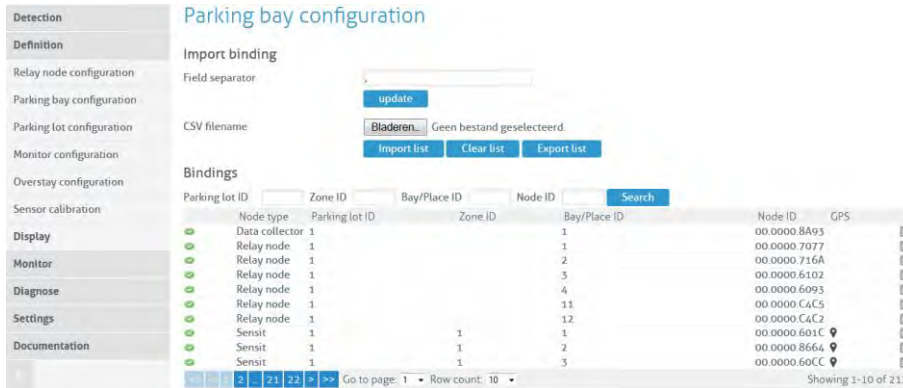 Detection
Definition
Relay node configuration
Parking bay configuration
Parking lot configuration
Monitor configuration
Overstay configuration
Sensor calibration
Display
Monitor
Diagnose
Settings
Documentation
Parking bay configuration
Import binding
Field separator ,
update
CSV filename Bladeren... Geen bestand geselecteerd.
Import list Clear list Export list
Bindings
Parking lot ID Zone ID Bay/Place ID Node ID Search
Node type Parking lot ID Zone ID Bay/Place ID Node ID GPS
Data collector 1 1 00.0000.8A93
Relay node 1 1 00.0000.7077
Relay node 1 2 00.0000.716A
Relay node 1 3 00.0000.6102
Relay node 1 4 00.0000.6093
Relay node 1 11 00.0000.C4C5
Relay node 1 12 00.0000.C4C2
Sensit 1 1 1 00.0000.601C
Sensit 1 1 2 00.0000.8664
Sensit 1 1 3 00.0000.60CC
2 ... 21 22 > >> Go to page: 1 Row count: 10 Showing 1-10 of 21